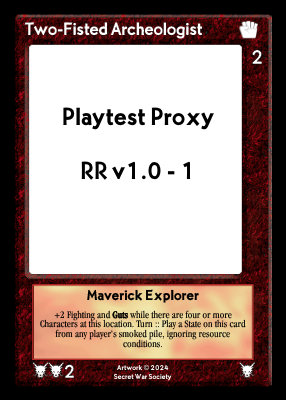 Two-Fisted Archeologist
2
Playtest Proxy
RR v1.0 - 1
Maverick Explorer
+2 Fighting and Guts while there are four or more
Characters at this location. Turn :: Play a State on this card
from any player's smoked pile, ignoring resource
conditions.
2
Artwork © 2024
Secret War Society